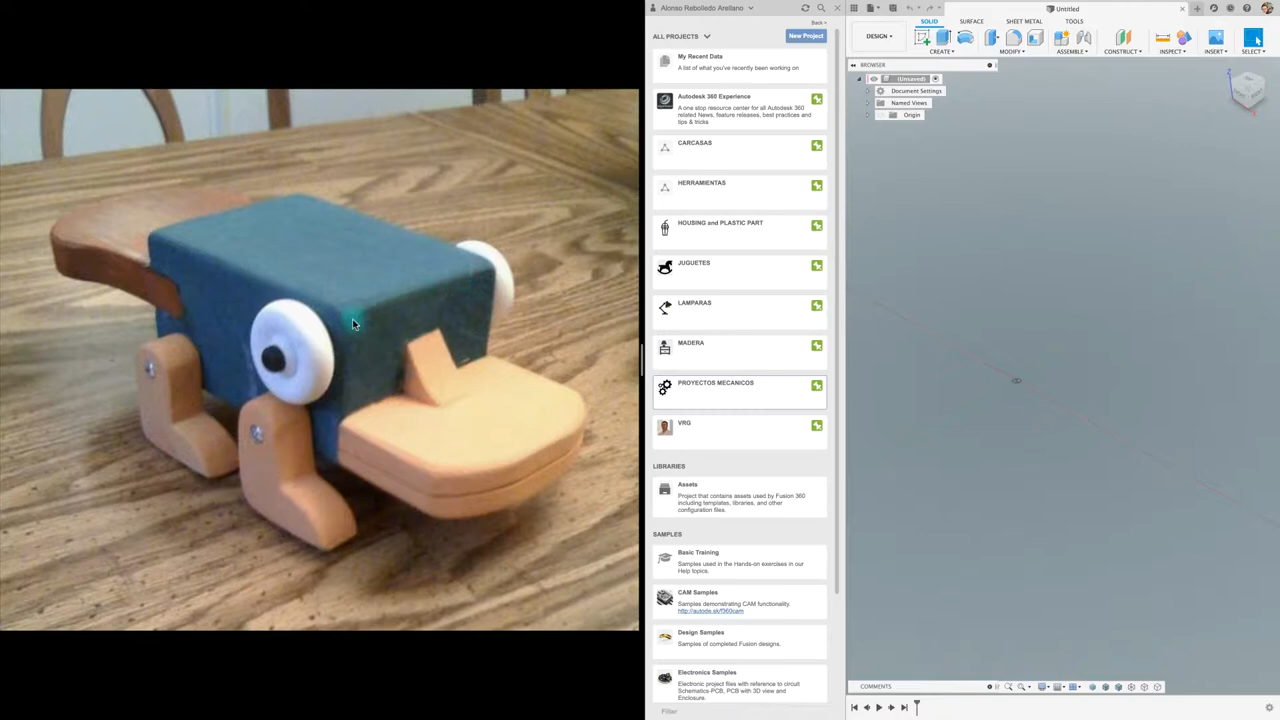 Alonso Rebolledo Arellano
Untitled
Back
ALL PROJECTS
New Project
My Recent Data
A list of what you've recently been working on
Autodesk 360 Experience
A one stop resource center for all Autodesk 360
related News, feature releases, best practices and
tips & tricks
CARCASAS
HERRAMIENTAS
HOUSING and PLASTIC PART
JUGUETES
LAMPARAS
MADERA
PROYECTOS MECANICOS
VRG
LIBRARIES
Assets
Project that contains assets used by Fusion 360
including templates, libraries, and other
configuration files.
SAMPLES
Basic Training
Samples used in the Hands-on exercises in our
Help topics.
CAM Samples
Samples demonstrating CAM functionality.
http://autode.sk/f360cam
Design Samples
Samples of completed Fusion designs.
Electronics Samples
Electronic project files with reference to circuit
Schematics-PCB, PCB with 3D view and
Enclosure.
Filter
DESIGN
SOLID
SURFACE
SHEET METAL
TOOLS
CREATE
MODIFY
ASSEMBLE
CONSTRUCT
INSPECT
INSERT
SELECT
BROWSER
(Unsaved)
Document Settings
Named Views
Origin
COMMENTS